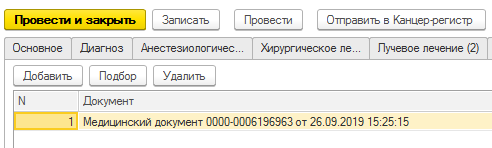 Провести и закрыть Записать Провести Отправить в Канцер-регистр
Основное Диагноз Анестезиологичес... Хирургическое ле... Лучевое лечение (2)
Добавить Подбор Удалить
N Документ
1 Медицинский документ 0000-0006196963 от 26.09.2019 15:25:15